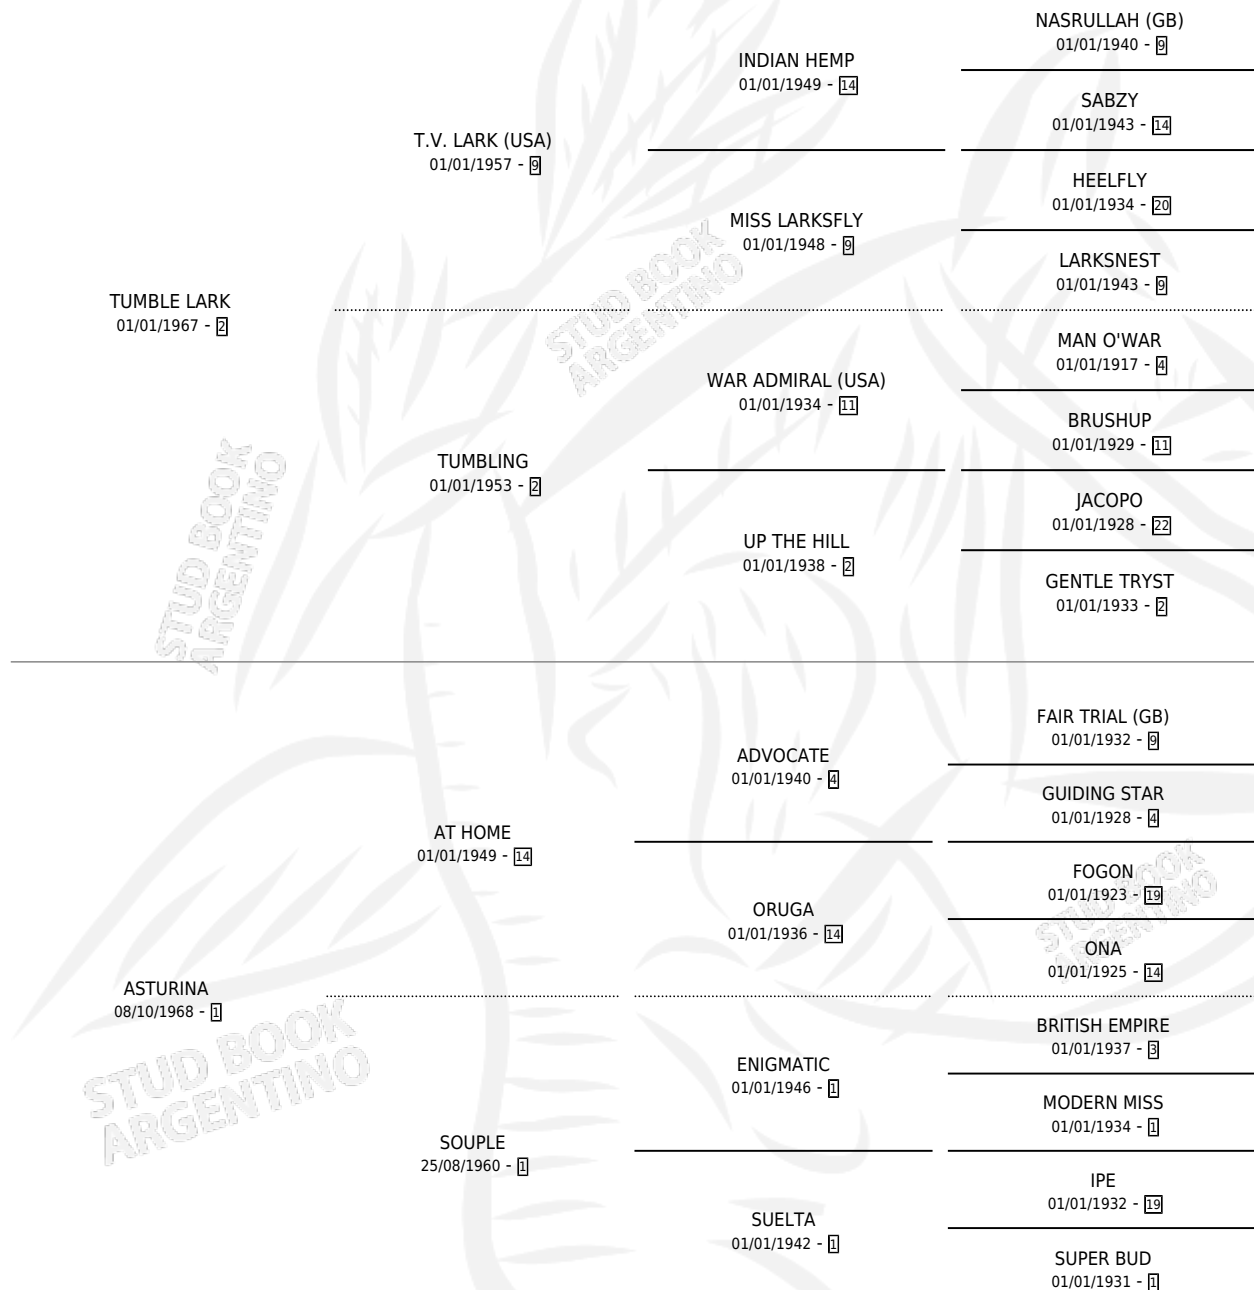 NASRULLAH (GB)
01/01/1940 - 9
INDIAN HEMP
01/01/1949 - 14
SABZY
01/01/1943 - 14
T.V. LARK (USA)
01/01/1957 - 9
HEELFLY
01/01/1934 - 20
MISS LARKSFLY
01/01/1948 - 9
LARKSNEST
01/01/1943 - 9
TUMBLE LARK
01/01/1967 - 2
MAN O'WAR
01/01/1917 - 4
WAR ADMIRAL (USA)
01/01/1934 - 11
BRUSHUP
01/01/1929 - 11
TUMBLING
01/01/1953 - 2
JACOPO
01/01/1928 - 22
UP THE HILL
01/01/1938 - 2
GENTLE TRYST
01/01/1933 - 2
FAIR TRIAL (GB)
01/01/1932 - 9
ADVOCATE
01/01/1940 - 4
GUIDING STAR
01/01/1928 - 4
AT HOME
01/01/1949 - 14
FOGON
01/01/1923 - 19
ORUGA
01/01/1936 - 14
ONA
01/01/1925 - 14
ASTURINA
08/10/1968 - 1
BRITISH EMPIRE
01/01/1937 - 3
ENIGMATIC
01/01/1946 - 1
MODERN MISS
01/01/1934 - 1
SOUPLE
25/08/1960 - 1
IPE
01/01/1932 - 19
SUELTA
01/01/1942 - 1
SUPER BUD
01/01/1931 - 1
STUD BOOK
ARGENTINO
STUD BOOK
ARGENTINO
STUD BOOK
ARGENTINO
STUD BOOK
ARGENTINO